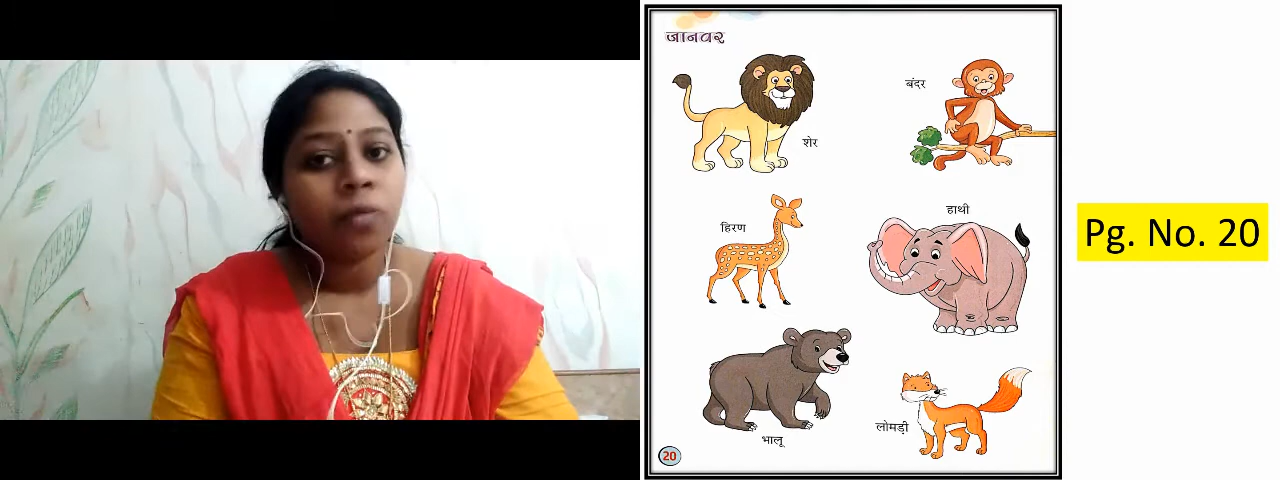 जानवर
शेर
बंदर
हिरण
हाथी
भालू
लोमड़ी
20
Pg. No. 20